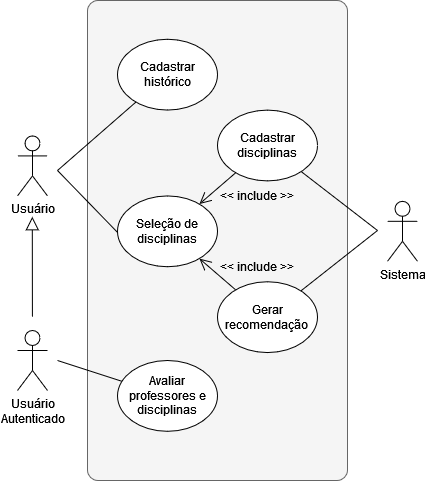 Cadastrar
histórico
Cadastrar
disciplinas
<< include >>
Usuário
Seleção de
disciplinas
<< include >>
Sistema
Gerar
recomendação
Usuário
Autenticado
Avaliar
professores e
disciplinas